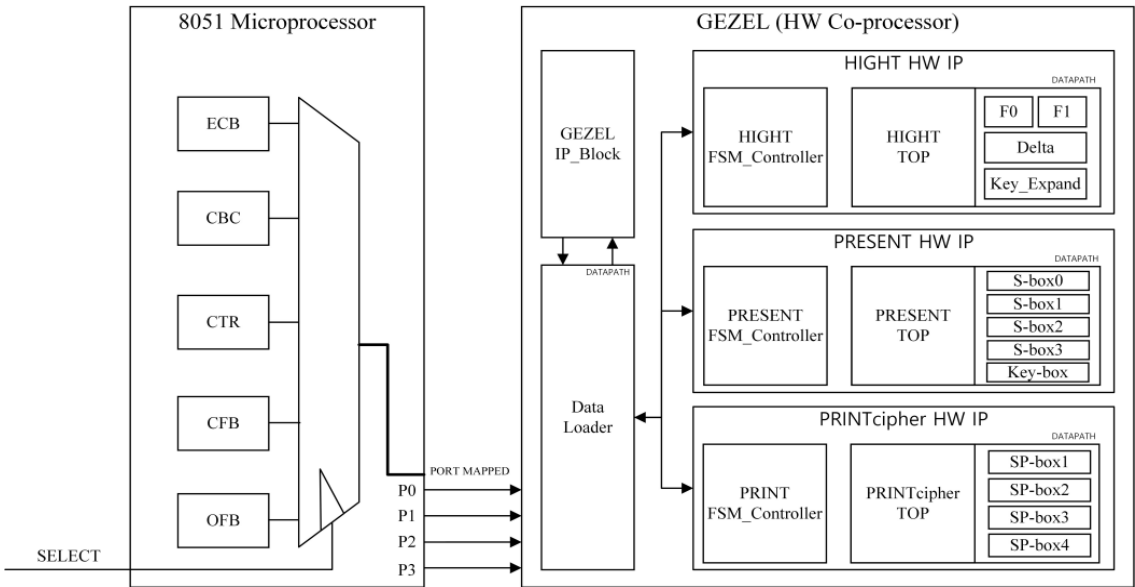 8051 Microprocessor
ECB
CBC
CTR
CFB
OFB
SELECT
PORT MAPPED
P0
P1
P2
P3
GEZEL (HW Co-processor)
GEZEL
IP_Block
DATAPATH
Data
Loader
HIGHT HW IP
DATAPATH
HIGHT
FSM_Controller
HIGHT
TOP
F0
F1
Delta
Key_Expand
PRESENT HW IP
DATAPATH
PRESENT
FSM_Controller
PRESENT
TOP
S-box0
S-box1
S-box2
S-box3
Key-box
PRINTcipher HW IP
DATAPATH
PRINT
FSM_Controller
PRINTcipher
TOP
SP-box1
SP-box2
SP-box3
SP-box4